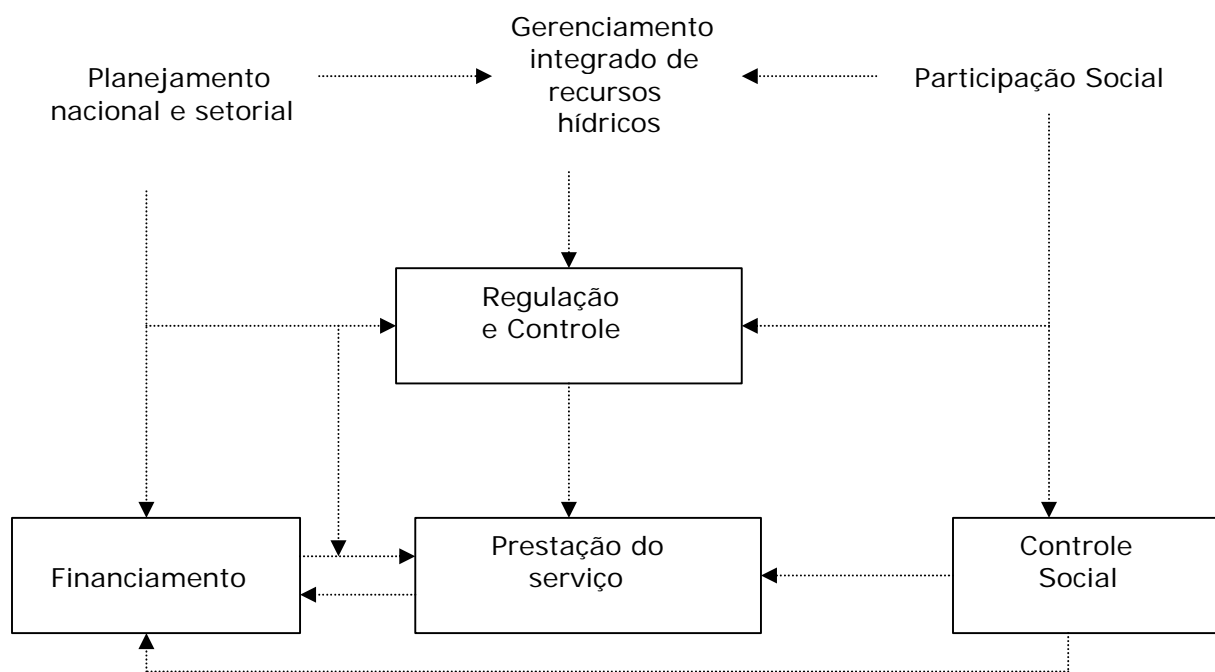 Planejamento
nacional e setorial
Gerenciamento
integrado de
recursos
hídricos
Participação Social
Regulação
e Controle
Financiamento
Prestação do
serviço
Controle
Social